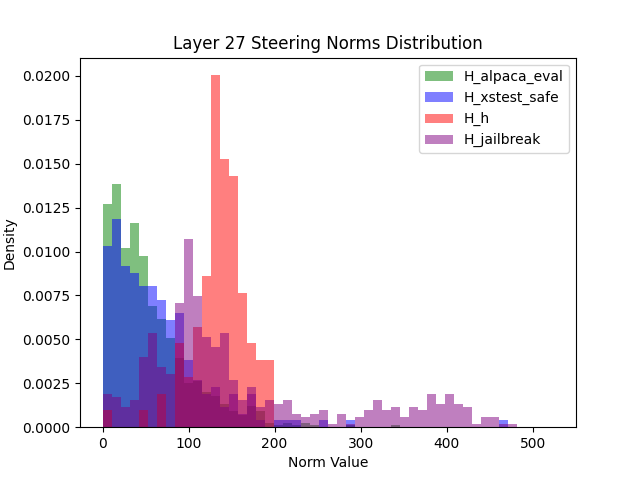 Layer 27 Steering Norms Distribution
H_alpaca_eval
H_xstest_safe
H_h
H_jailbreak
0.0200
0.0175
0.0150
0.0125
0.0100
0.0075
0.0050
0.0025
0.0000
Density
0 100 200 300 400 500
Norm Value